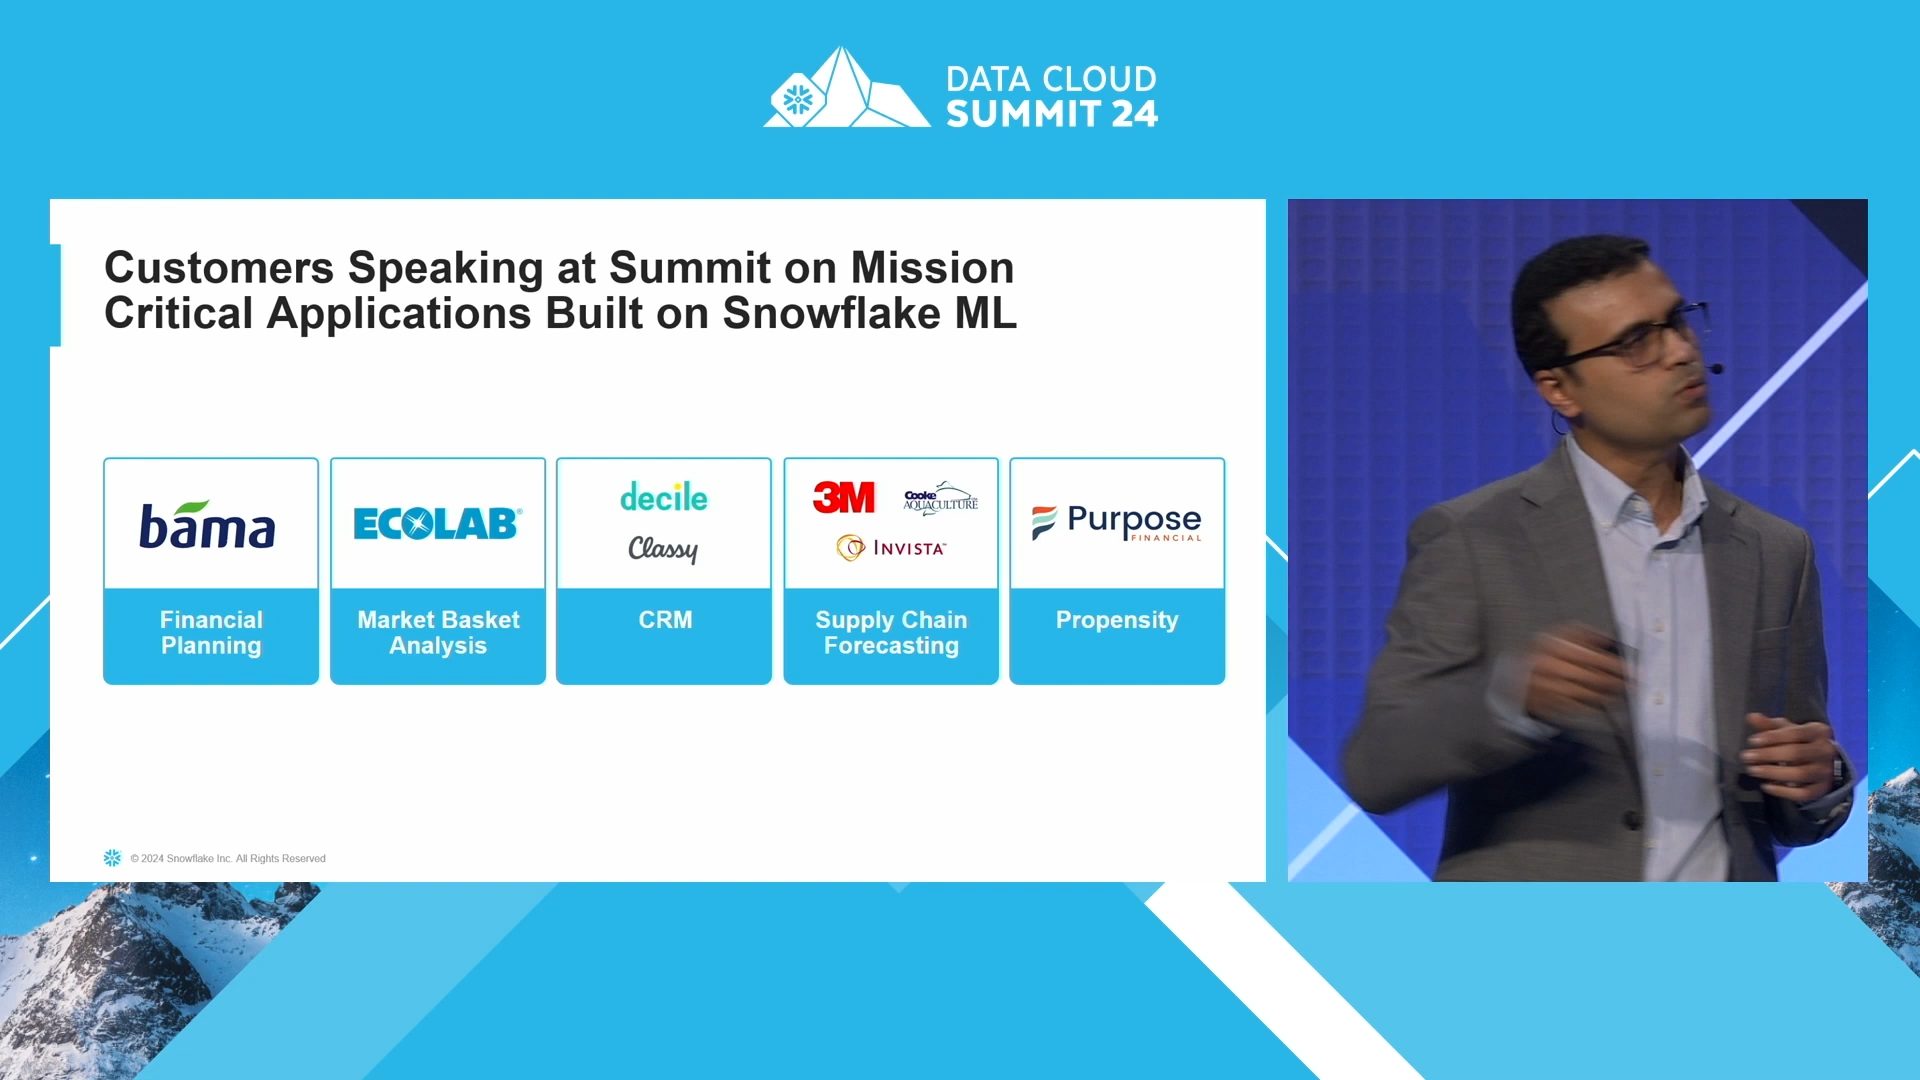 DATA CLOUD
SUMMIT 24
Customers Speaking at Summit on Mission
Critical Applications Built on Snowflake ML
bama
ECOLAB®
decile
Classy
3M
Cooke
AQUACULTURE
INVISTA™
Purpose
FINANCIAL
Financial
Planning
Market Basket
Analysis
CRM
Supply Chain
Forecasting
Propensity
© 2024 Snowflake Inc. All Rights Reserved